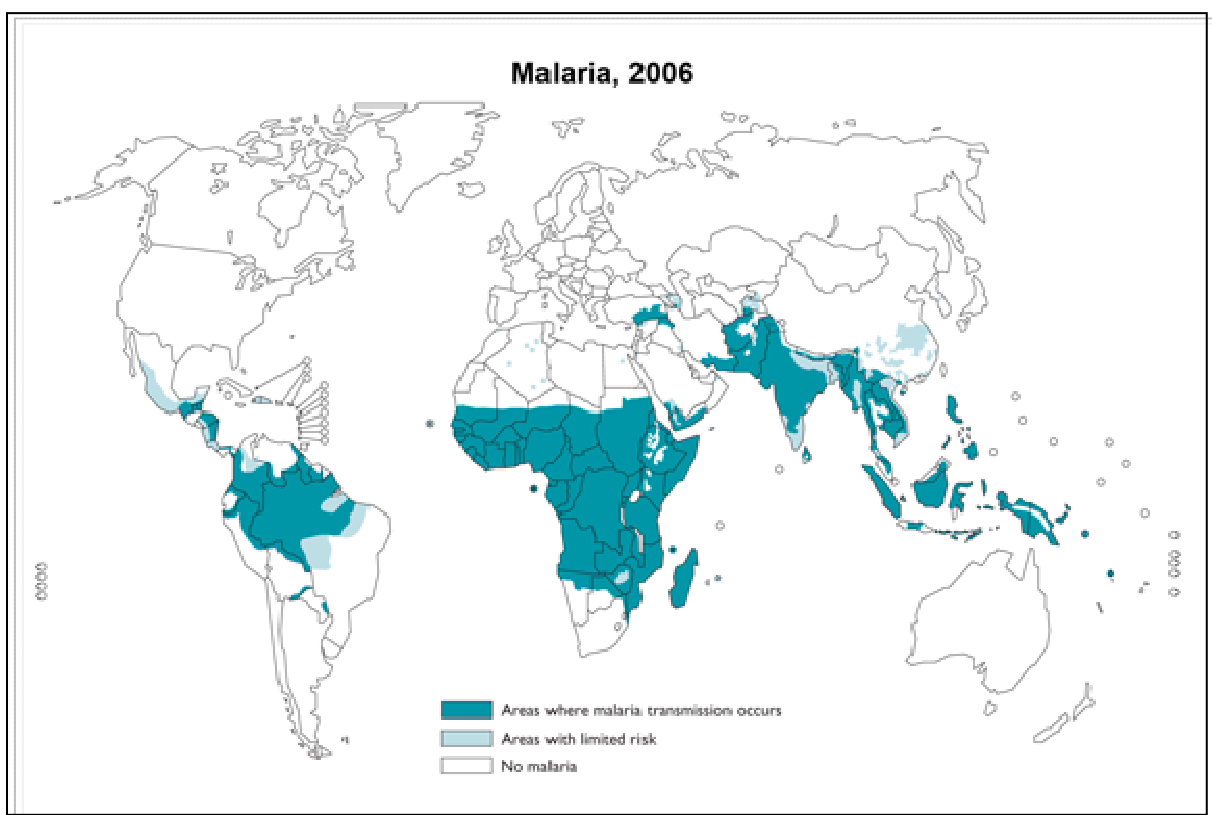 Malaria, 2006
Areas where malaria transmission occurs
Areas with limited risk
No malaria